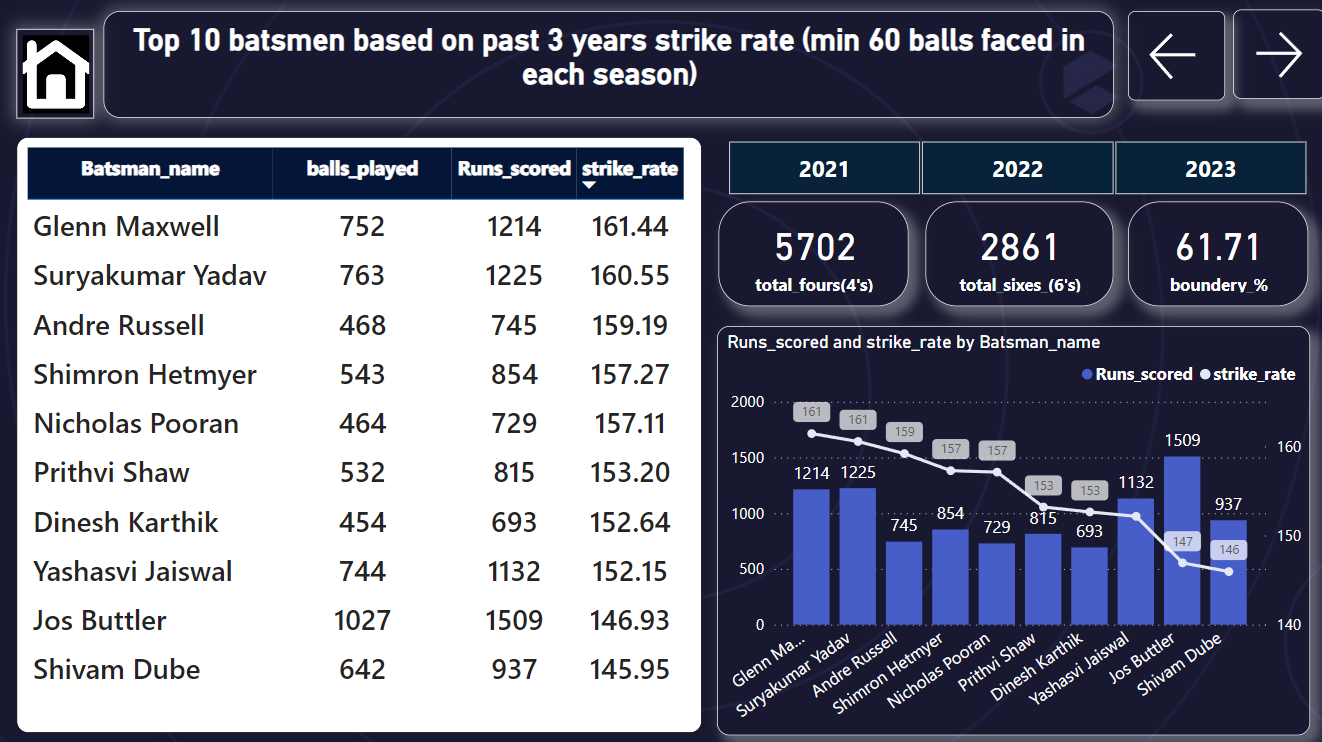 Top 10 batsmen based on past 3 years strike rate (min 60 balls faced in
each season)
Batsman_name balls_played Runs_scored strike_rate
Glenn Maxwell 752 1214 161.44
Suryakumar Yadav 763 1225 160.55
Andre Russell 468 745 159.19
Shimron Hetmyer 543 854 157.27
Nicholas Pooran 464 729 157.11
Prithvi Shaw 532 815 153.20
Dinesh Karthik 454 693 152.64
Yashasvi Jaiswal 744 1132 152.15
Jos Buttler 1027 1509 146.93
Shivam Dube 642 937 145.95
2021 2022 2023
5702 2861 61.71
total_fours(4's) total_sixes_(6's) boundery_%
Runs_scored and strike_rate by Batsman_name
Runs_scored strike_rate
2000
1500
1000
500
0
160
150
140
161 161 159 157 157 153 153 147 146
1214 1225 745 854 729 815 693 1132 1509 937
Glenn Ma...
Suryakumar Yadav
Andre Russell
Shimron Hetmyer
Nicholas Pooran
Prithvi Shaw
Dinesh Karthik
Yashasvi Jaiswal
Jos Buttler
Shivam Dube